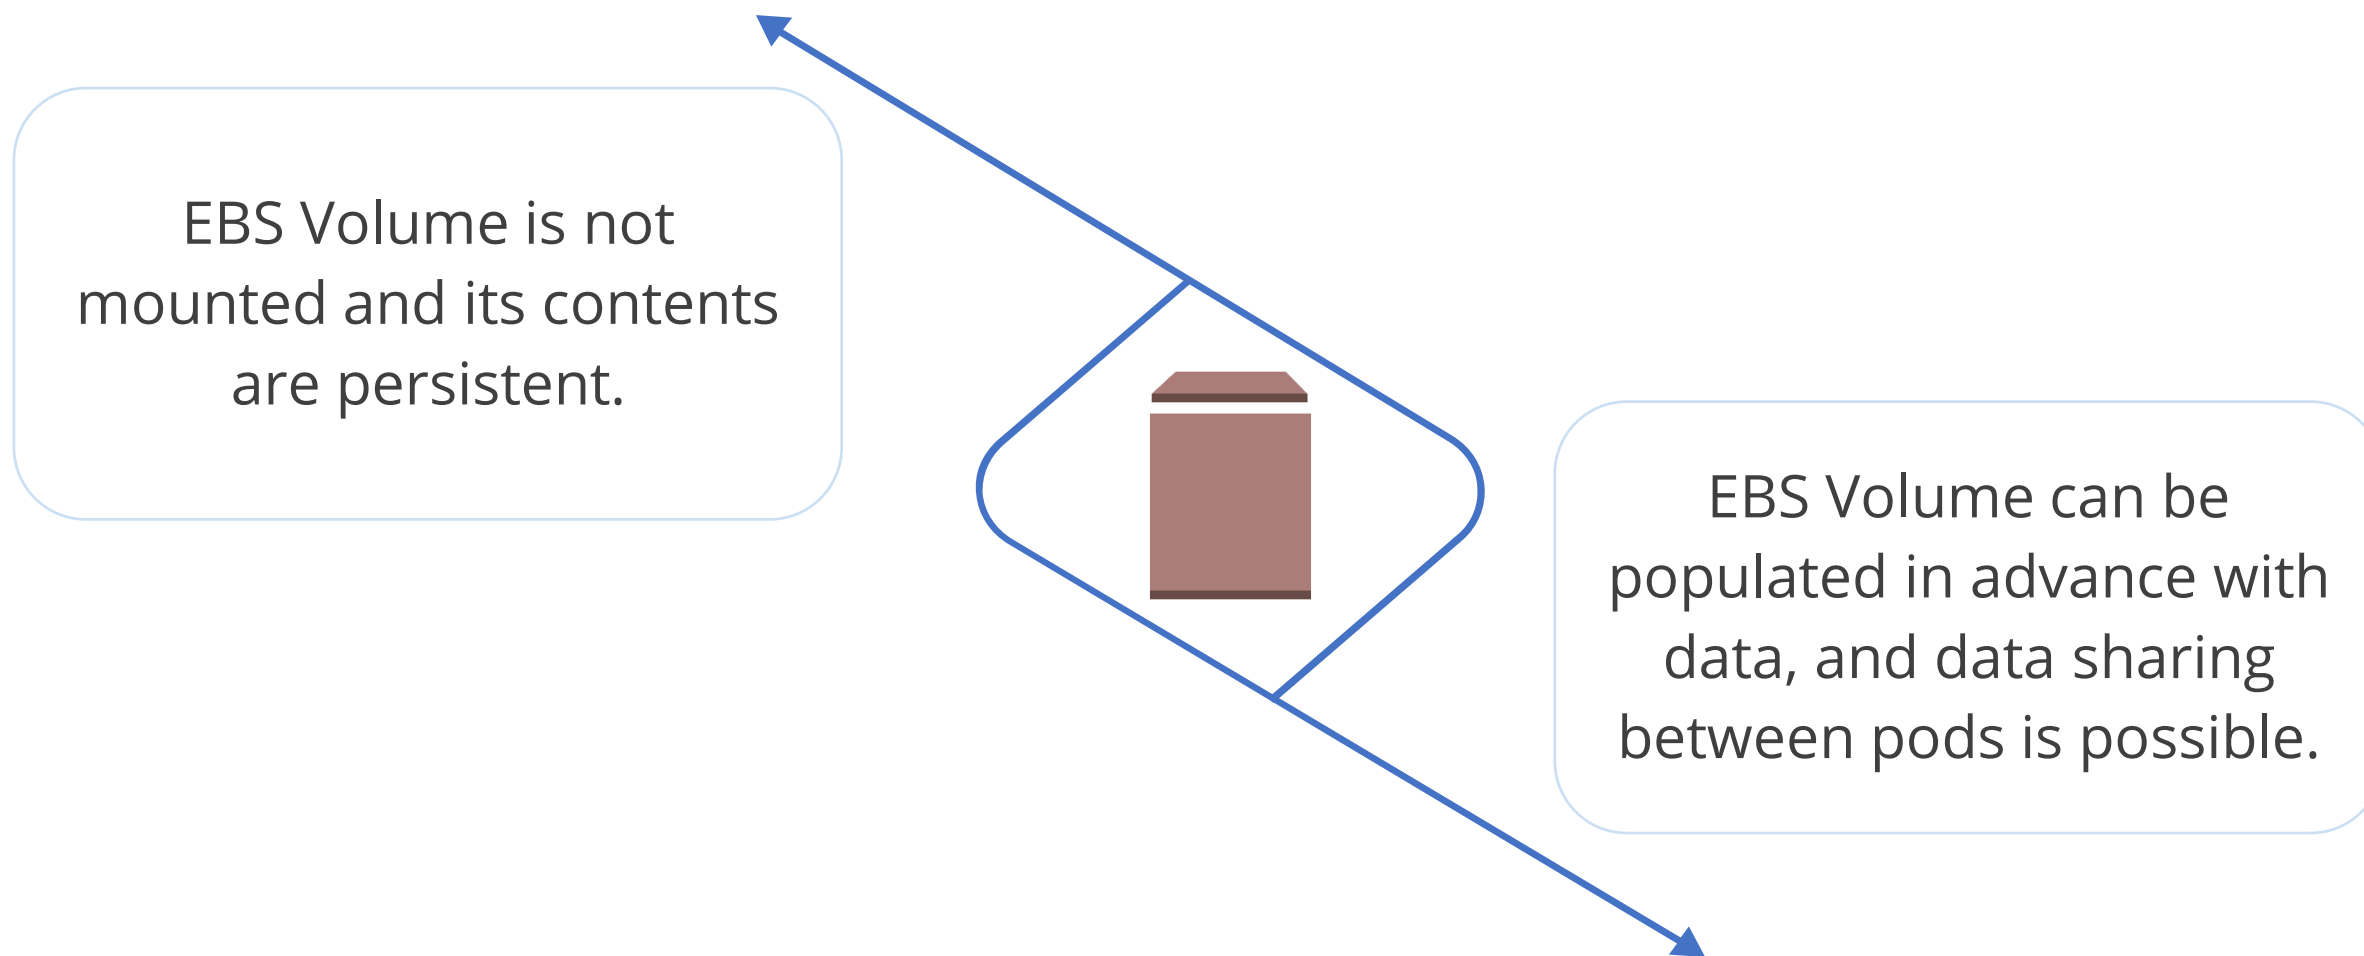 EBS Volume is not
mounted and its contents
are persistent.
EBS Volume can be
populated in advance with
data, and data sharing
between pods is possible.